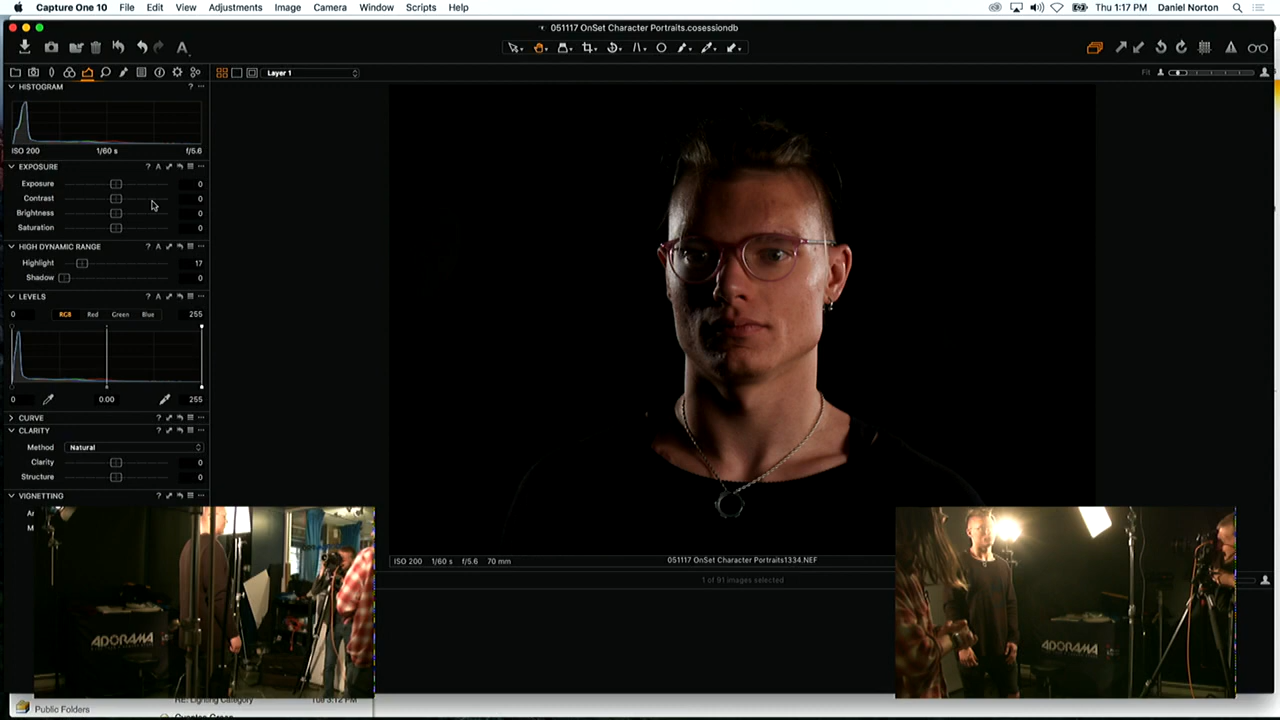 Capture One 10 File Edit View Adjustments Image Camera Window Scripts Help Thu 1:17 PM Daniel Norton
051117 OnSet Character Portraits.cosessiondb
Layer 1
Fit
HISTOGRAM
ISO 200 1/60 s f/5.6
EXPOSURE
Exposure 0
Contrast 0
Brightness 0
Saturation 0
HIGH DYNAMIC RANGE
Highlight 17
Shadow 0
LEVELS
0 RGB Red Green Blue 255
0 0.00 255
CURVE
CLARITY
Method Natural
Clarity 0
Structure 0
VIGNETTING
ISO 200 1/60 s f/5.6 70 mm 051117 OnSet Character Portraits1334.NEF
1 of 91 images selected
ADORAMA
ADORAMA
RE: Lighting Category
Public Folders